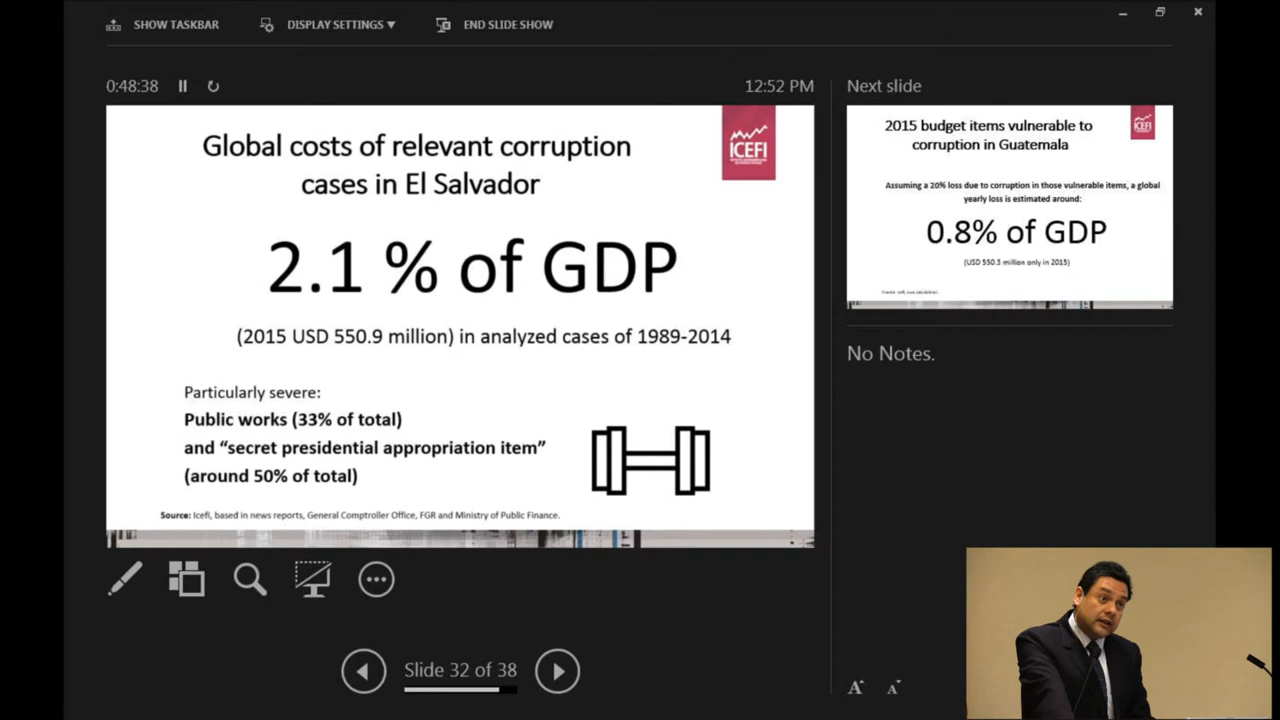 SHOW TASKBAR
DISPLAY SETTINGS ▼
END SLIDE SHOW
0:48:38
12:52 PM
Global costs of relevant corruption
cases in El Salvador
ICEFI
2.1 % of GDP
(2015 USD 550.9 million) in analyzed cases of 1989-2014
Particularly severe:
Public works (33% of total)
and “secret presidential appropriation item”
(around 50% of total)
Source: Icefi, based in news reports, General Comptroller Office, FGR and Ministry of Public Finance.
Next slide
2015 budget items vulnerable to
corruption in Guatemala
ICEFI
Assuming a 20% loss due to corruption in those vulnerable items, a global
yearly loss is estimated around:
0.8% of GDP
(USD 550.3 million only in 2015)
No Notes.
Slide 32 of 38
A A